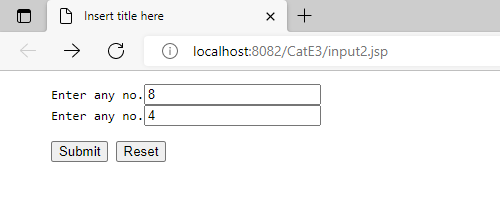 Insert title here
localhost:8082/CatE3/input2.jsp
Enter any no.8
Enter any no.4
Submit Reset